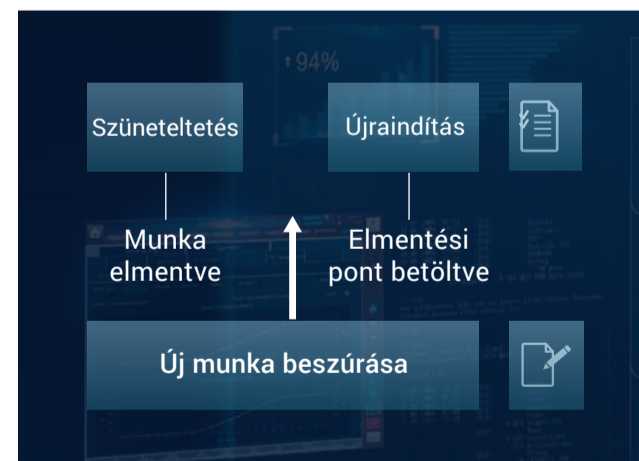 ↑94%
Szüneteltetés
Újraindítás
Munka
elmentve
Elmentési
pont betöltve
Új munka beszúrása